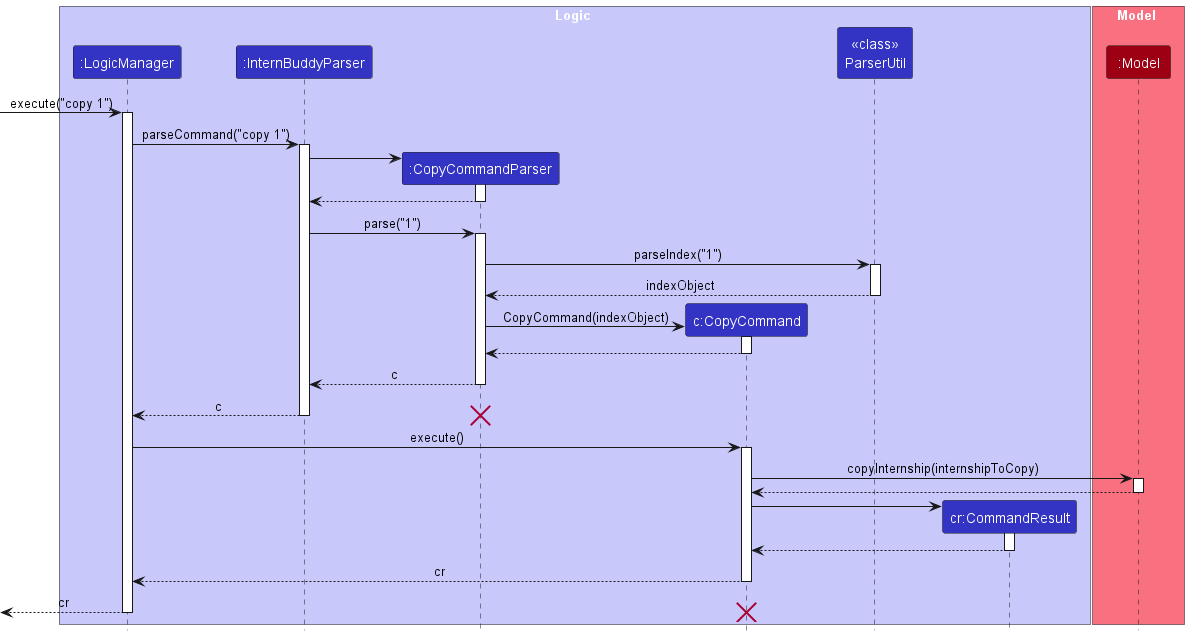 Logic
Model
«class»
ParserUtil
:LogicManager
:InternBuddyParser
:Model
execute("copy 1")
parseCommand("copy 1")
:CopyCommandParser
parse("1")
parseIndex("1")
indexObject
CopyCommand(indexObject)
c:CopyCommand
c
c
execute()
copyInternship(internshipToCopy)
cr:CommandResult
cr
cr